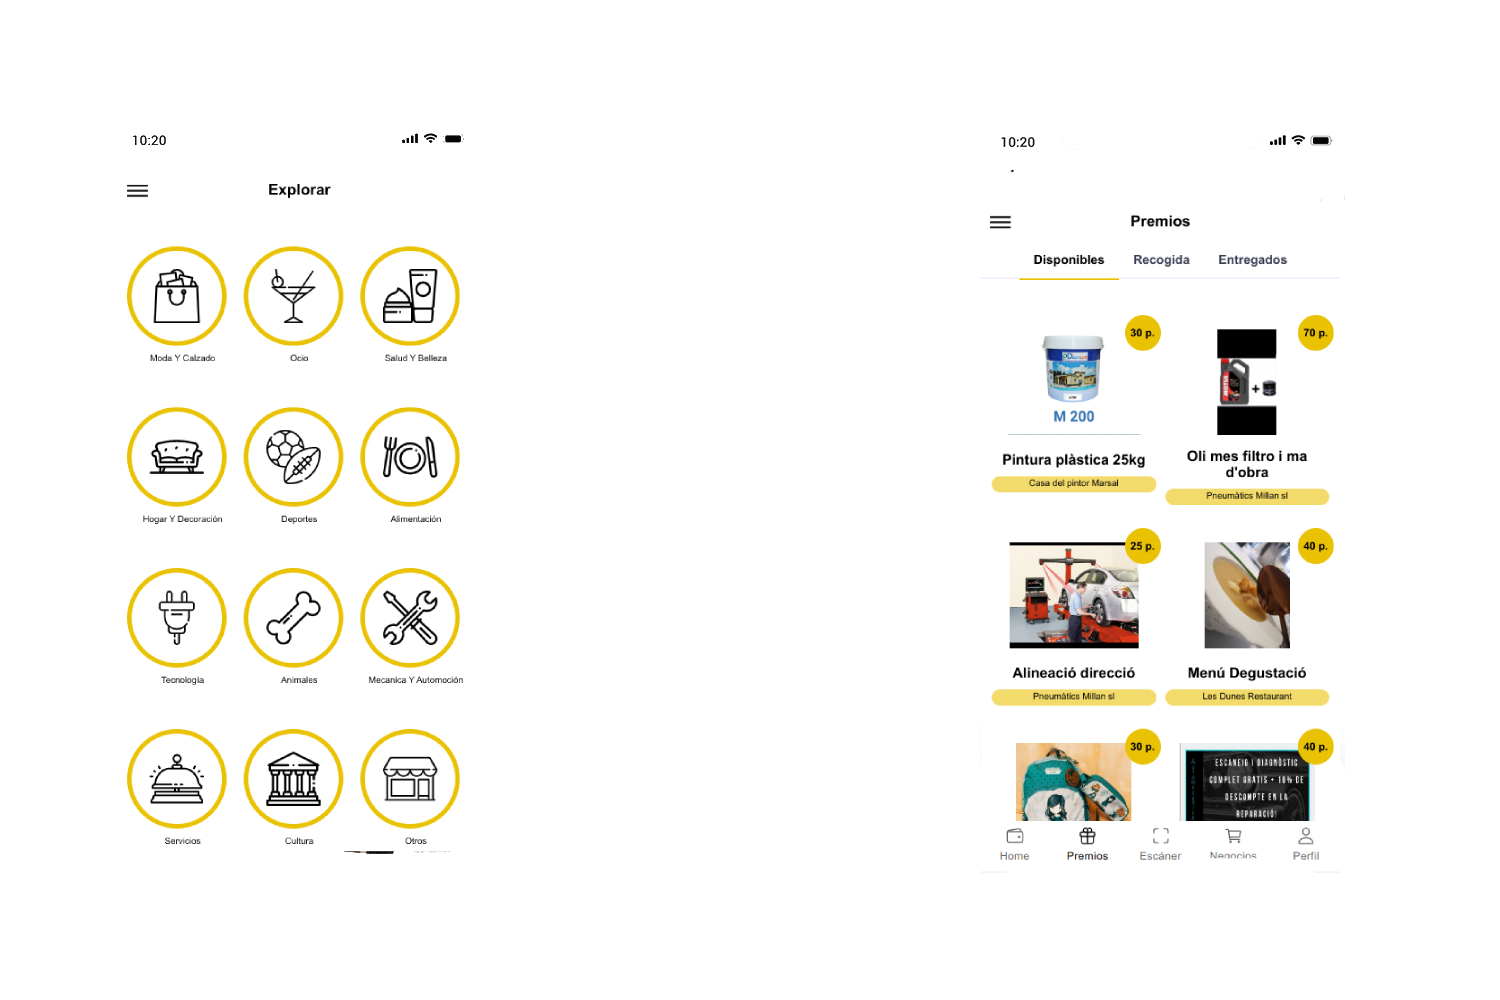 10:20
Explorar
Moda Y Calzado
Ocio
Salud Y Belleza
Hogar Y Decoración
Deportes
Alimentación
Tecnologia
Animales
Mecanica Y Automoción
Servicios
Cultura
Otros
10:20
Premios
Disponibles Recogida Entregados
30 p.
M 200
Pintura plàstica 25kg
Casa del pintor Marsal
70 p.
MOTUL
Oli mes filtro i ma
d'obra
Pneumàtics Millan sl
25 p.
Alineació direcció
Pneumàtics Millan sl
40 p.
Menú Degustació
Les Dunes Restaurant
30 p.
40 p.
ESCANEIG I DIAGNÒSTIC
COMPLET GRATIS + 10% DE
DESCOMPTE EN LA
REPARACIÓ!
Home Premios Escáner Negocios Perfil